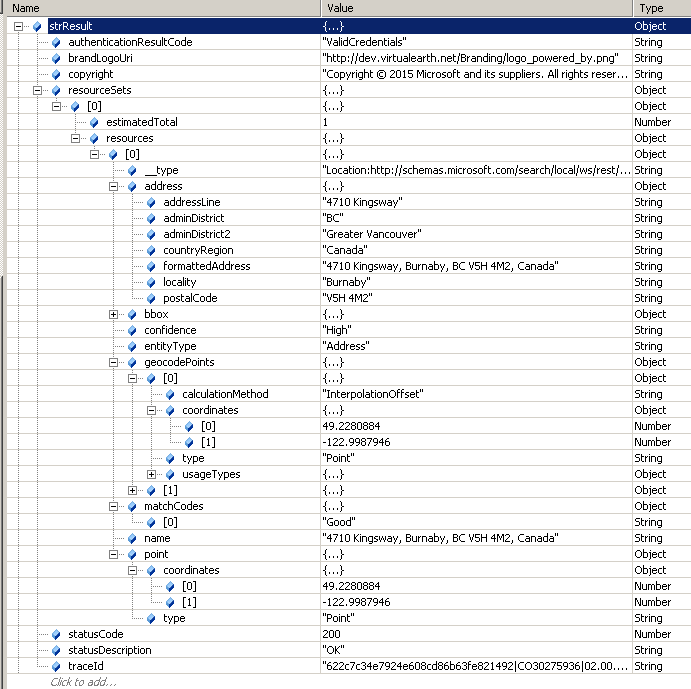 Name Value Type
strResult {...} Object
authenticationResultCode "ValidCredentials" String
brandLogoUri "http://dev.virtualearth.net/Branding/logo_powered_by.png" String
copyright "Copyright © 2015 Microsoft and its suppliers. All rights reser... String
resourceSets {...} Object
[0] {...} Object
estimatedTotal 1 Number
resources {...} Object
[0] {...} Object
__type "Location:http://schemas.microsoft.com/search/local/ws/rest/... String
address {...} Object
addressLine "4710 Kingsway" String
adminDistrict "BC" String
adminDistrict2 "Greater Vancouver" String
countryRegion "Canada" String
formattedAddress "4710 Kingsway, Burnaby, BC V5H 4M2, Canada" String
locality "Burnaby" String
postalCode "V5H 4M2" String
bbox {...} Object
confidence "High" String
entityType "Address" String
geocodePoints {...} Object
[0] {...} Object
calculationMethod "InterpolationOffset" String
coordinates {...} Object
[0] 49.2280884 Number
[1] -122.9987946 Number
type "Point" String
usageTypes {...} Object
[1] {...} Object
matchCodes {...} Object
[0] "Good" String
name "4710 Kingsway, Burnaby, BC V5H 4M2, Canada" String
point {...} Object
coordinates {...} Object
[0] 49.2280884 Number
[1] -122.9987946 Number
type "Point" String
statusCode 200 Number
statusDescription "OK" String
traceId "622c7c34e7924e608cd86b63fe821492|CO30275936|02.00.... String
Click to add...